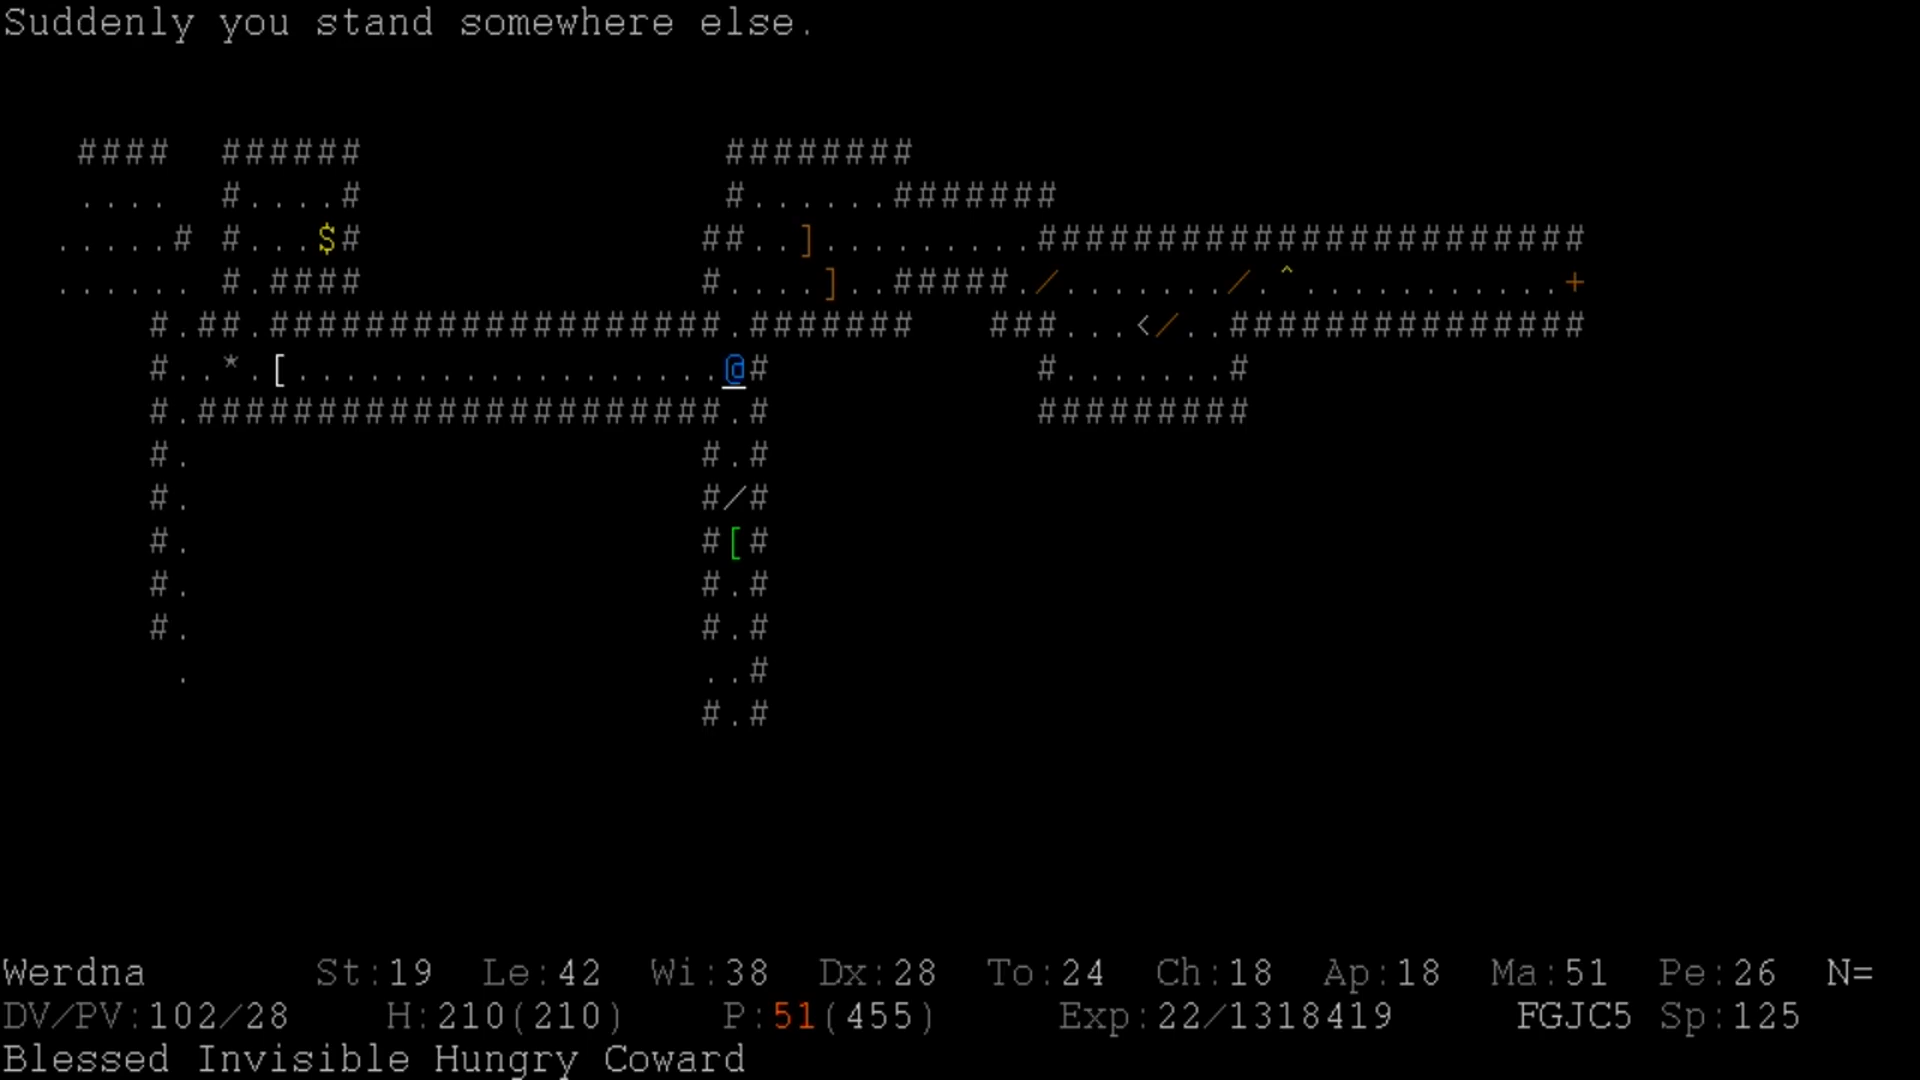 Suddenly you stand somewhere else.
#### ###### ########
.... #....# #......#######
.....# #...$# ##..].........#######################
...... #.#### #....]..#####./......./.^...........+
#.##.###################.####### ###...</..###############
#..*.[..................@# #.......#
#.######################.# #########
#. #.#
#. #/#
#. #[#
#. #.#
#. #.#
. ..#
#.#
Werdna St:19 Le:42 Wi:38 Dx:28 To:24 Ch:18 Ap:18 Ma:51 Pe:26 N=
DV/PV:102/28 H:210(210) P:51(455) Exp:22/1318419 FGJC5 Sp:125
Blessed Invisible Hungry Coward